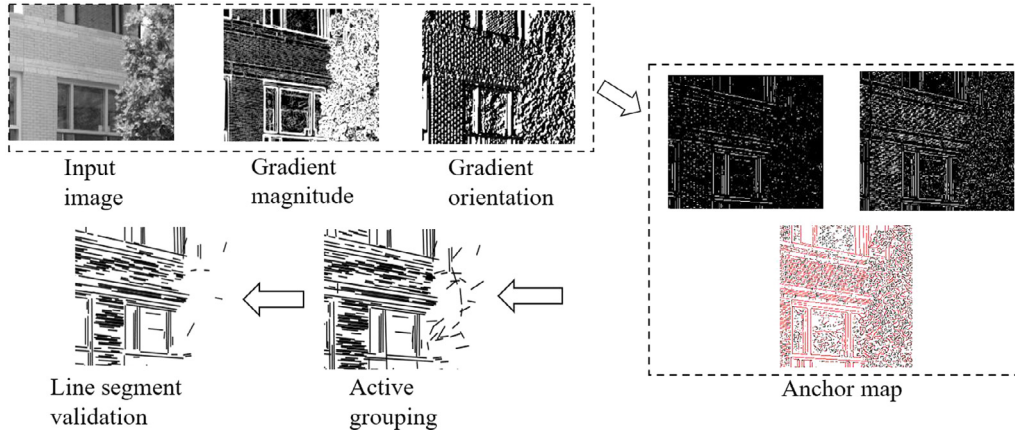 Input
image
Gradient
magnitude
Gradient
orientation
Anchor map
Line segment
validation
Active
grouping